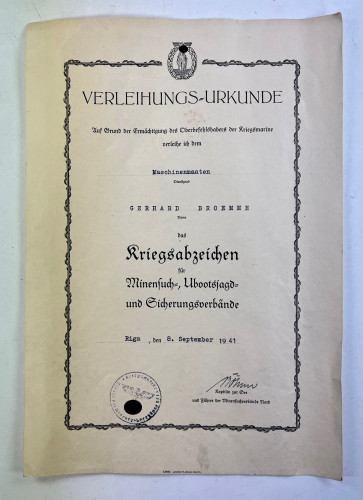 VERLEIHUNGS-URKUNDE
Auf Grund der Ermächtigung des Oberbefehlshabers der Kriegsmarine
verleihe ich dem
Maschinenmaaten
Dienstgrad
GERHARD BROEMME
Name
das
Kriegsabzeichen
für
Minensuch-, Ubootsjagd-
und Sicherungsverbände
Riga, den 8. September 1941
Kapitän zur See
und Führer der Minensuchverbände Nord